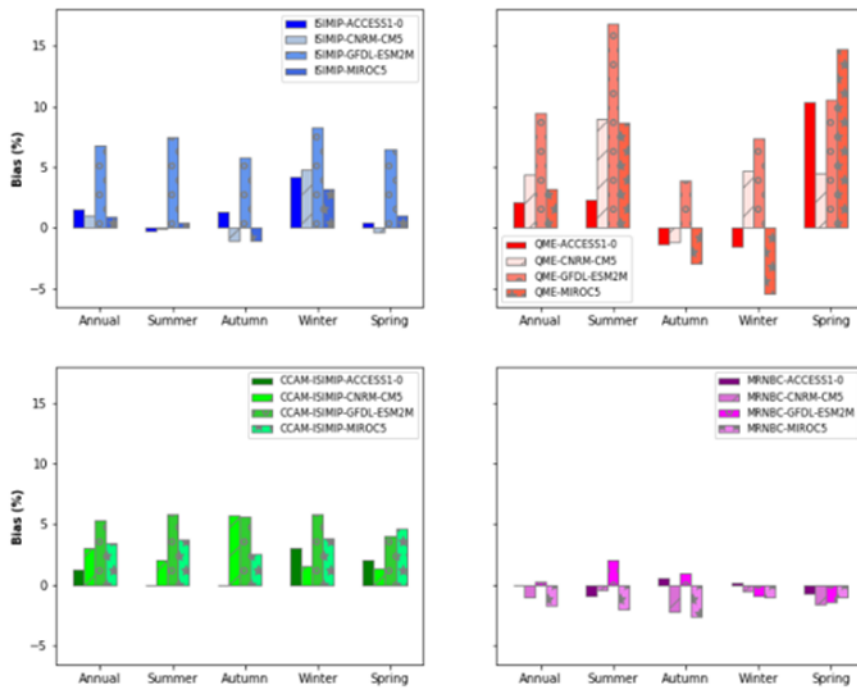 Bias (%)
15
10
5
0
−5
ISIMIP-ACCESS1-0
ISIMIP-CNRM-CM5
ISIMIP-GFDL-ESM2M
ISIMIP-MIROC5
Annual Summer Autumn Winter Spring
QME-ACCESS1-0
QME-CNRM-CM5
QME-GFDL-ESM2M
QME-MIROC5
Annual Summer Autumn Winter Spring
Bias (%)
15
10
5
0
−5
CCAM-ISIMIP-ACCESS1-0
CCAM-ISIMIP-CNRM-CM5
CCAM-ISIMIP-GFDL-ESM2M
CCAM-ISIMIP-MIROC5
Annual Summer Autumn Winter Spring
MRNBC-ACCESS1-0
MRNBC-CNRM-CM5
MRNBC-GFDL-ESM2M
MRNBC-MIROC5
Annual Summer Autumn Winter Spring